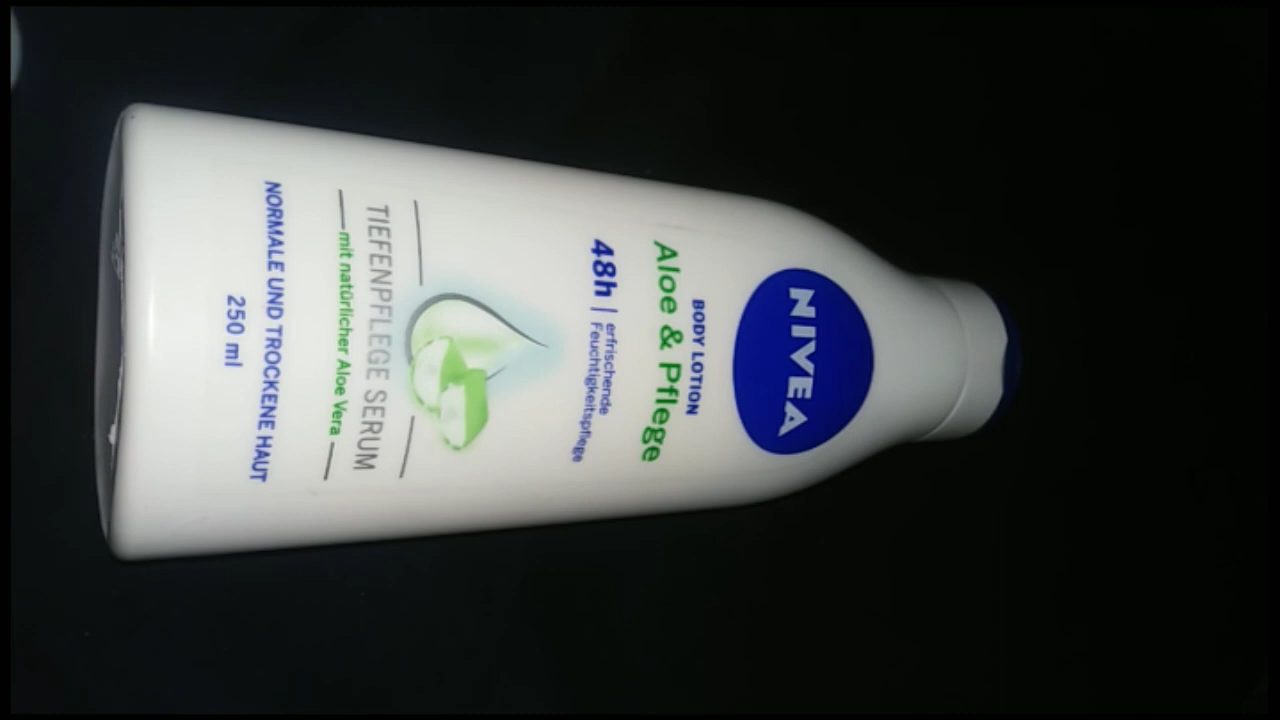 NIVEA
BODY LOTION
Aloe & Pflege
48h | erfrischende
Feuchtigkeitspflege
TIEFENPFLEGE SERUM
mit natürlicher Aloe Vera
NORMALE UND TROCKENE HAUT
250 ml